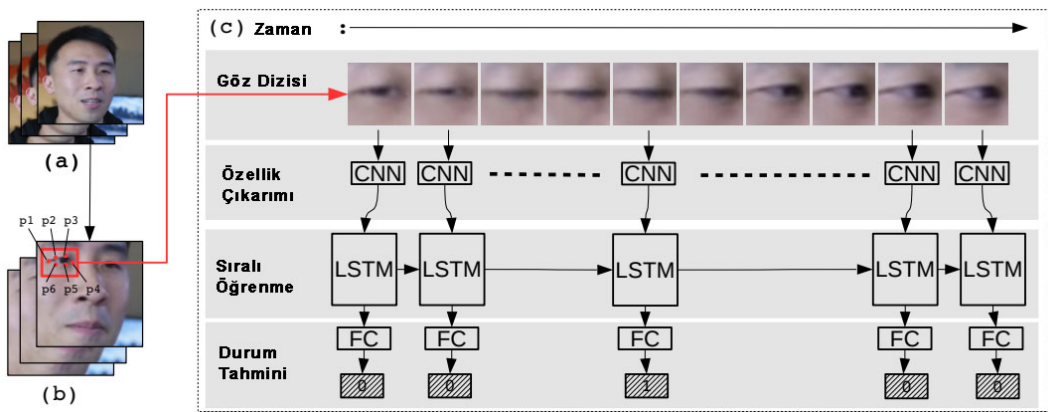 (a)
p1 p2 p3
p6 p5 p4
(b)
(c) Zaman :
Göz Dizisi
Özellik
Çıkarımı
CNN CNN CNN CNN CNN
Sıralı
Öğrenme
LSTM LSTM LSTM LSTM LSTM
FC FC FC FC FC
Durum
Tahmini
0 0 1 0 0